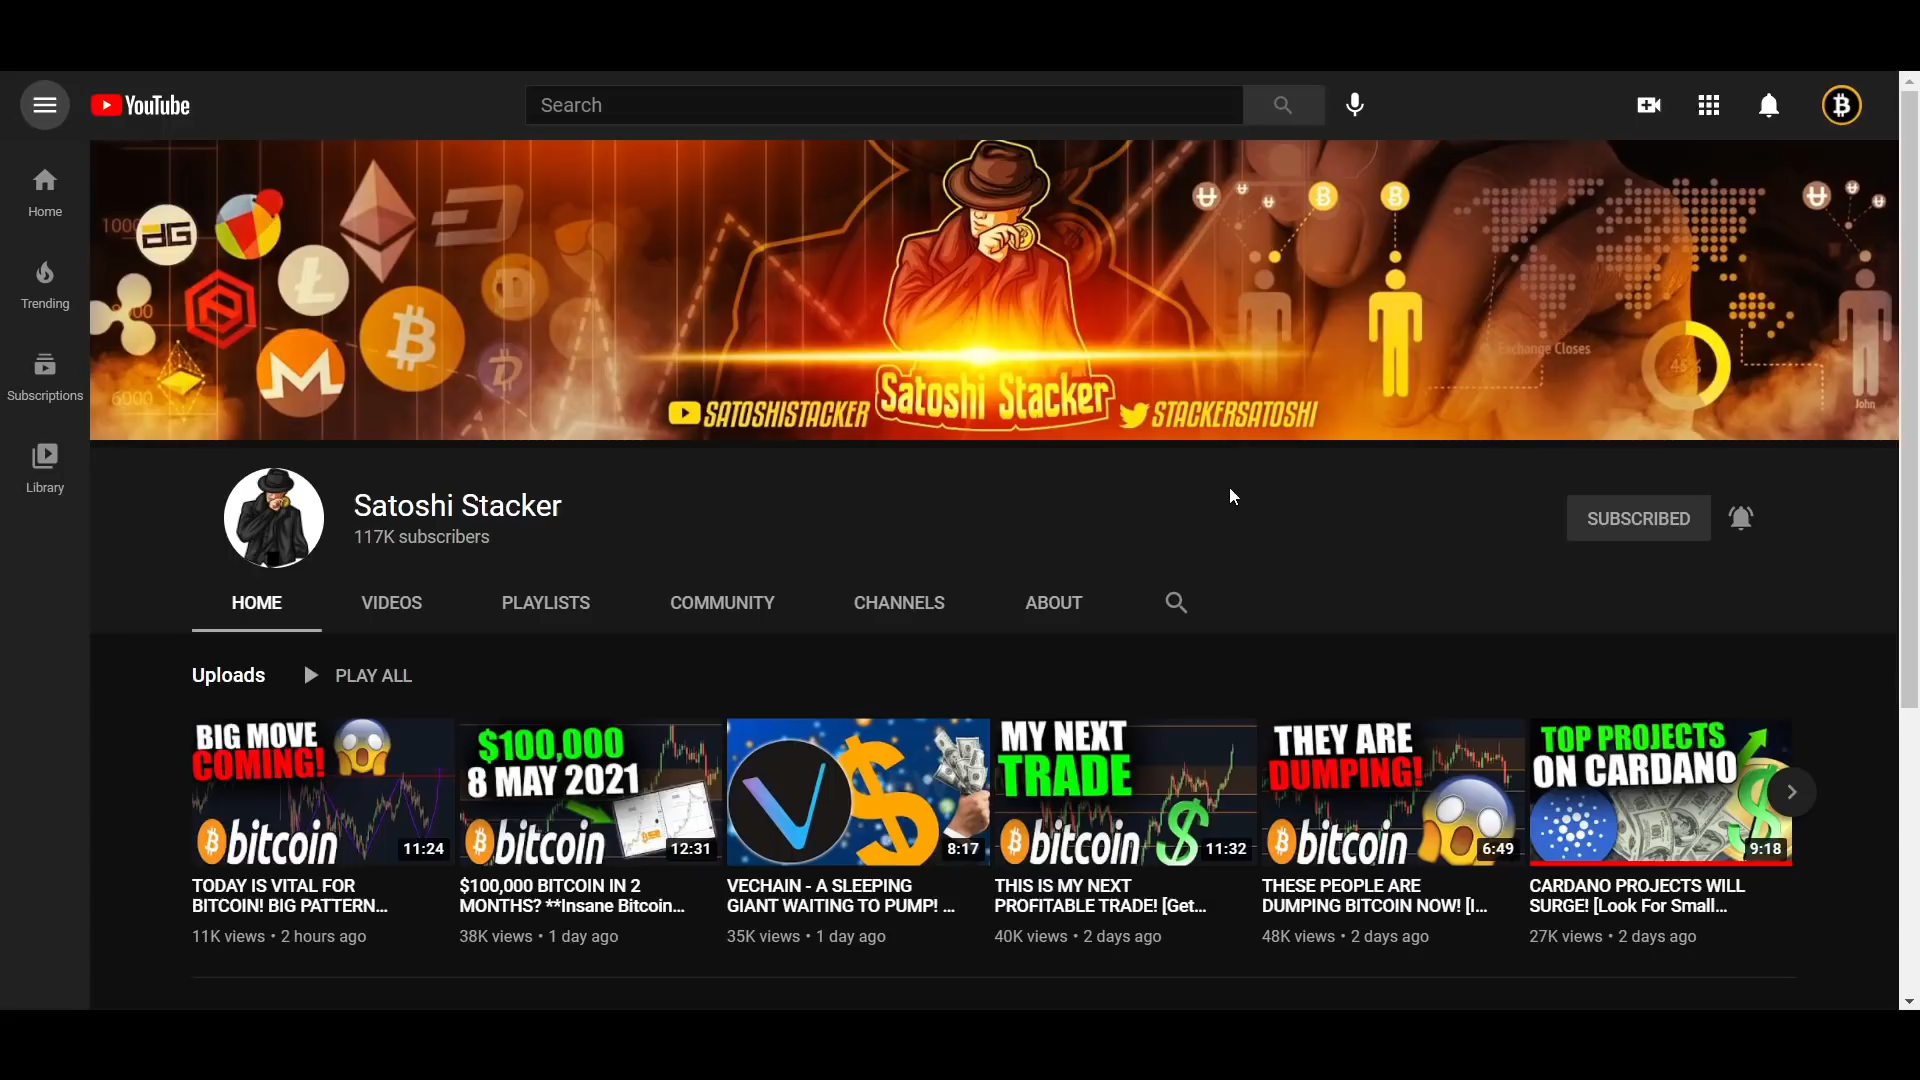 YouTube
Search
Home
Trending
Subscriptions
Library
6000
Exchange Closes
45%
John
SATOSHISTACKER
Satoshi Stacker
STACKERSATOSHI
Satoshi Stacker
117K subscribers
SUBSCRIBED
HOME
VIDEOS
PLAYLISTS
COMMUNITY
CHANNELS
ABOUT
Uploads
PLAY ALL
BIG MOVE
COMING!
bitcoin
11:24
$100,000
8 MAY 2021
bitcoin
12:31
8:17
MY NEXT
TRADE
bitcoin
11:32
THEY ARE
DUMPING!
bitcoin
6:49
TOP PROJECTS
ON CARDANO
9:18
TODAY IS VITAL FOR
BITCOIN! BIG PATTERN...
11K views • 2 hours ago
$100,000 BITCOIN IN 2
MONTHS? **Insane Bitcoin...
38K views • 1 day ago
VECHAIN - A SLEEPING
GIANT WAITING TO PUMP! ...
35K views • 1 day ago
THIS IS MY NEXT
PROFITABLE TRADE! [Get...
40K views • 2 days ago
THESE PEOPLE ARE
DUMPING BITCOIN NOW! [I...
48K views • 2 days ago
CARDANO PROJECTS WILL
SURGE! [Look For Small...
27K views • 2 days ago